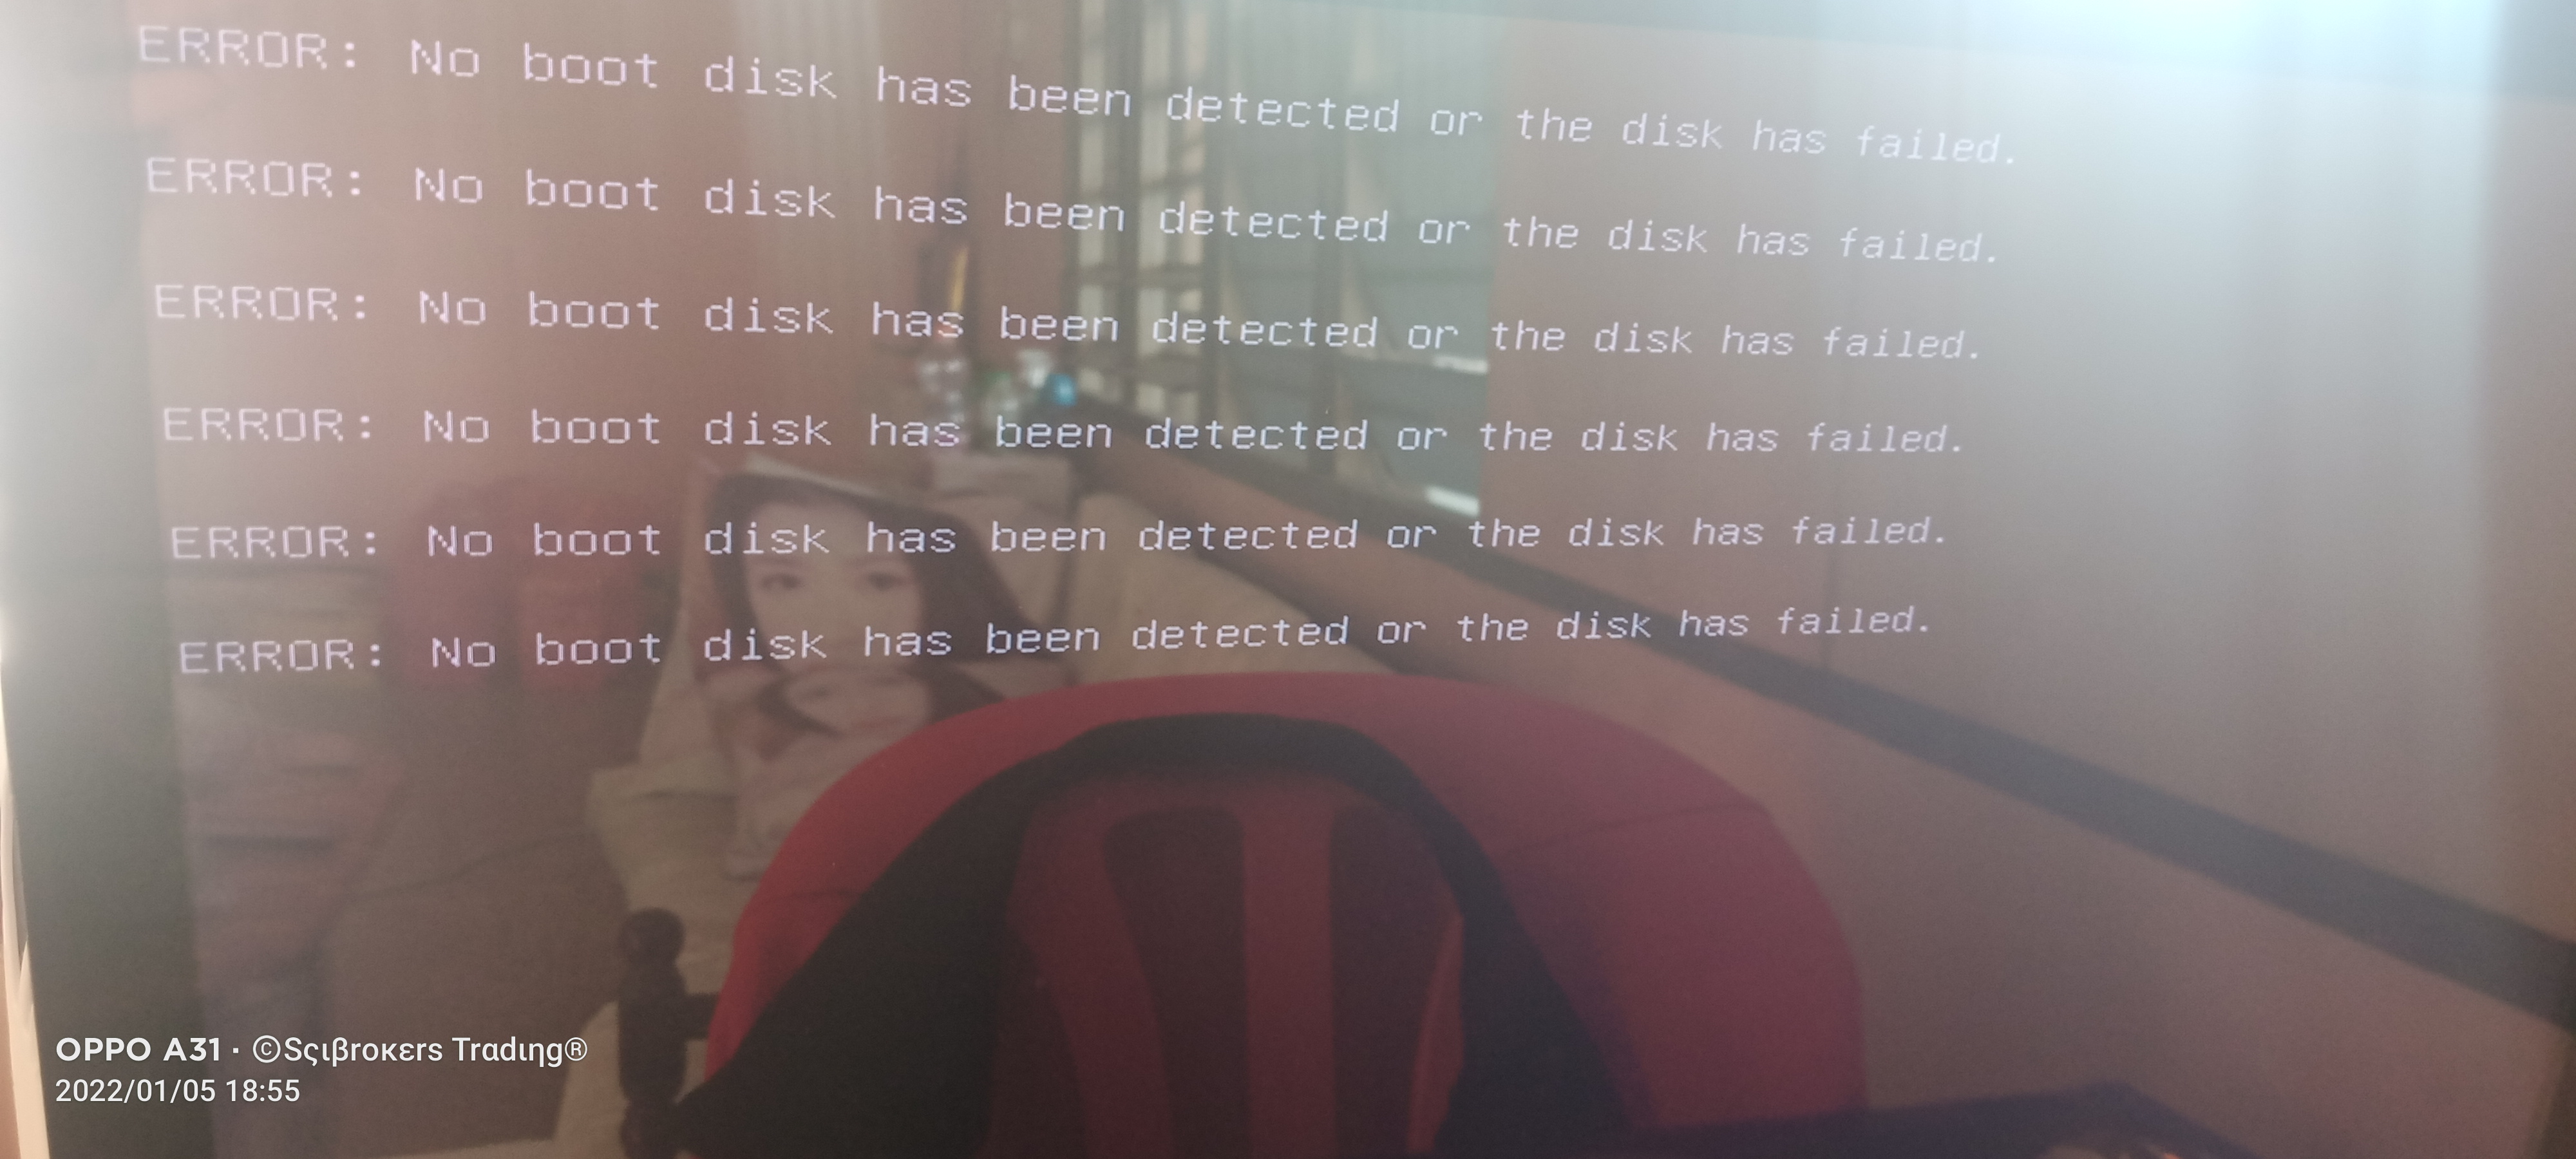 ERROR: No boot disk has been detected or the disk has failed.
ERROR: No boot disk has been detected or the disk has failed.
ERROR: No boot disk has been detected or the disk has failed.
ERROR: No boot disk has been detected or the disk has failed.
ERROR: No boot disk has been detected or the disk has failed.
ERROR: No boot disk has been detected or the disk has failed.
OPPO A31 · ©Sςιβroκεrs Trαdιηg®
2022/01/05 18:55